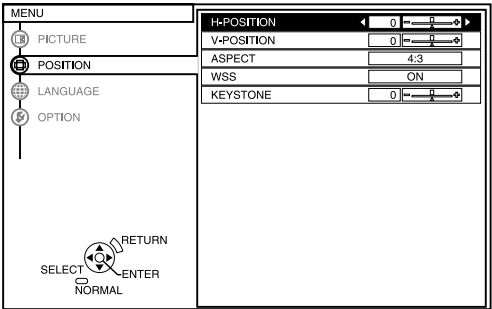 MENU
PICTURE
POSITION
LANGUAGE
OPTION
H-POSITION 0
V-POSITION 0
ASPECT 4:3
WSS ON
KEYSTONE 0
RETURN
SELECT
ENTER
NORMAL